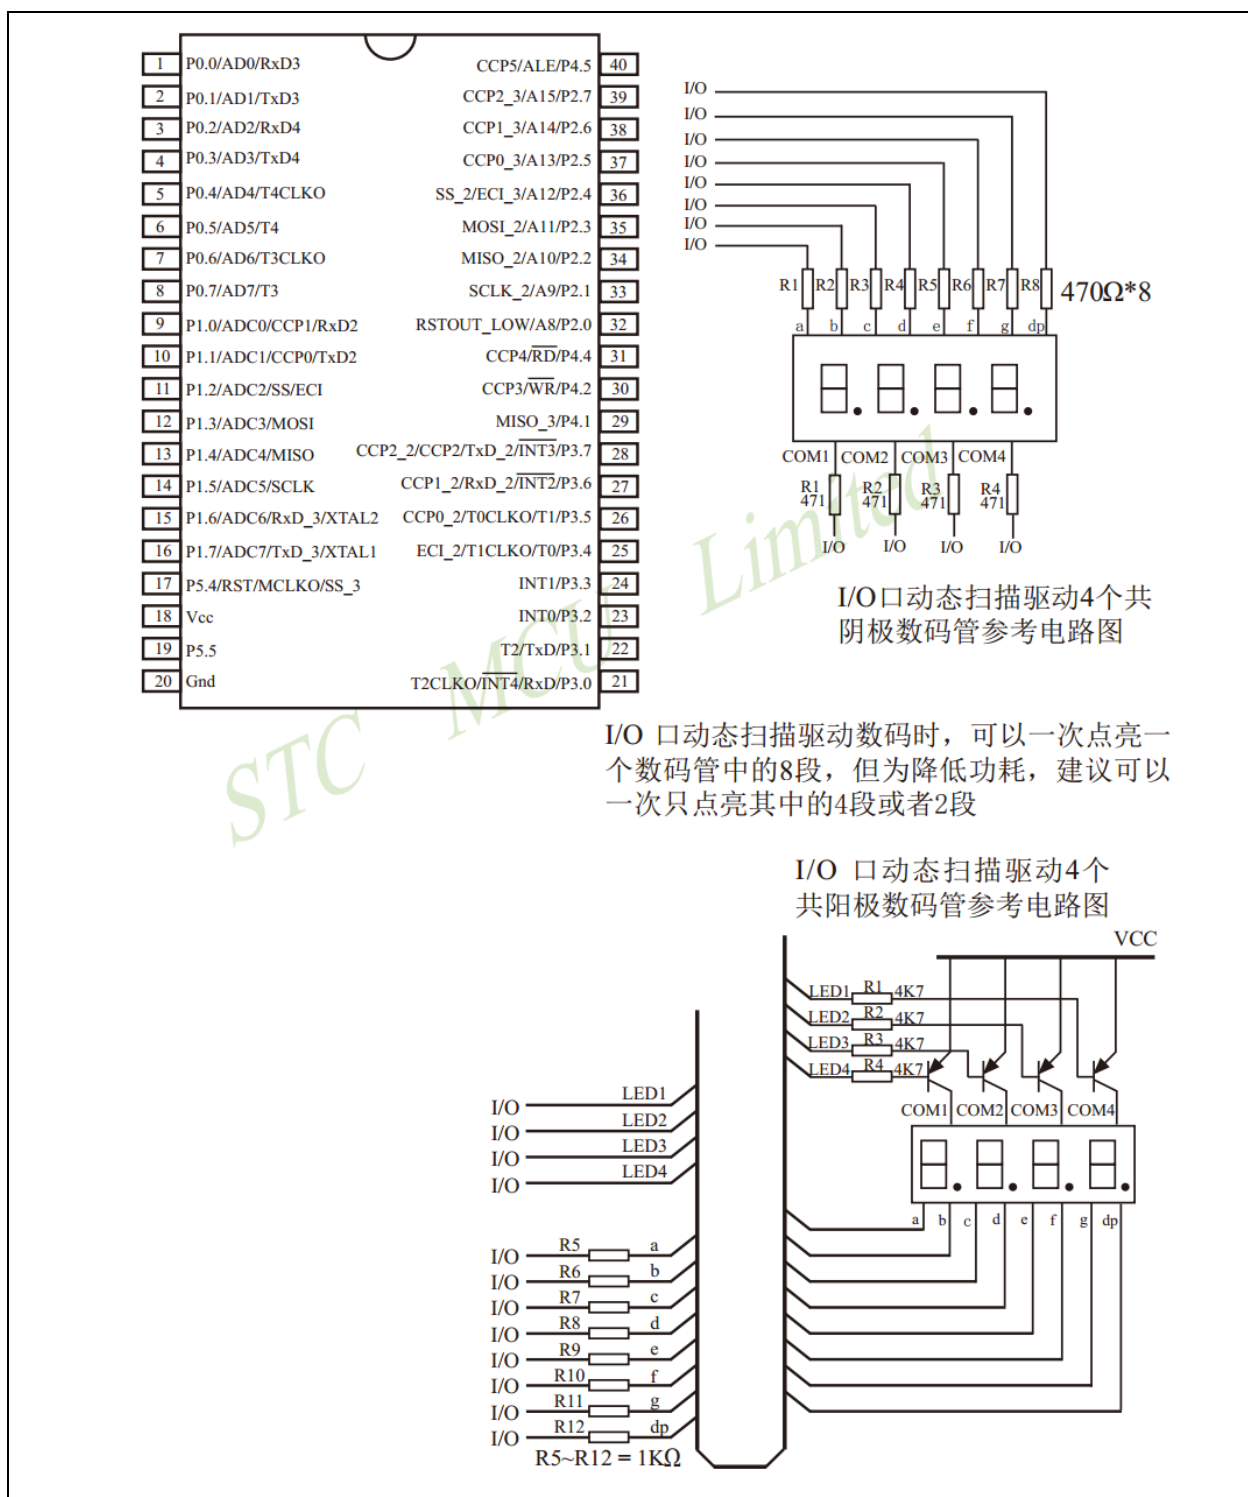 1 P0.0/AD0/RxD3
2 P0.1/AD1/TxD3
3 P0.2/AD2/RxD4
4 P0.3/AD3/TxD4
5 P0.4/AD4/T4CLKO
6 P0.5/AD5/T4
7 P0.6/AD6/T3CLKO
8 P0.7/AD7/T3
9 P1.0/ADC0/CCP1/RxD2
10 P1.1/ADC1/CCP0/TxD2
11 P1.2/ADC2/SS/ECI
12 P1.3/ADC3/MOSI
13 P1.4/ADC4/MISO
14 P1.5/ADC5/SCLK
15 P1.6/ADC6/RxD_3/XTAL2
16 P1.7/ADC7/TxD_3/XTAL1
17 P5.4/RST/MCLKO/SS_3
18 Vcc
19 P5.5
20 Gnd
CCP5/ALE/P4.5 40
CCP2_3/A15/P2.7 39
CCP1_3/A14/P2.6 38
CCP0_3/A13/P2.5 37
SS_2/ECI_3/A12/P2.4 36
MOSI_2/A11/P2.3 35
MISO_2/A10/P2.2 34
SCLK_2/A9/P2.1 33
RSTOUT_LOW/A8/P2.0 32
CCP4/RD/P4.4 31
CCP3/WR/P4.2 30
MISO_3/P4.1 29
CCP2_2/CCP2/TxD_2/INT3/P3.7 28
CCP1_2/RxD_2/INT2/P3.6 27
CCP0_2/T0CLKO/T1/P3.5 26
ECI_2/T1CLKO/T0/P3.4 25
INT1/P3.3 24
INT0/P3.2 23
T2/TxD/P3.1 22
T2CLKO/INT4/RxD/P3.0 21
I/O
I/O
I/O
I/O
I/O
I/O
I/O
I/O
R1 R2 R3 R4 R5 R6 R7 R8 470Ω*8
a b c d e f g dp
COM1 COM2 COM3 COM4
R1 R2 R3 R4
471 471 471 471
I/O I/O I/O I/O
I/O口动态扫描驱动4个共
阴极数码管参考电路图
STC MCU Limited
I/O 口动态扫描驱动数码时，可以一次点亮一
个数码管中的8段，但为降低功耗，建议可以
一次只点亮其中的4段或者2段
I/O 口动态扫描驱动4个
共阳极数码管参考电路图
VCC
LED1 R1 4K7
LED2 R2 4K7
LED3 R3 4K7
LED4 R4 4K7
COM1 COM2 COM3 COM4
a b c d e f g dp
I/O LED1
I/O LED2
I/O LED3
I/O LED4
I/O R5 a
I/O R6 b
I/O R7 c
I/O R8 d
I/O R9 e
I/O R10 f
I/O R11 g
I/O R12 dp
R5~R12 = 1KΩ